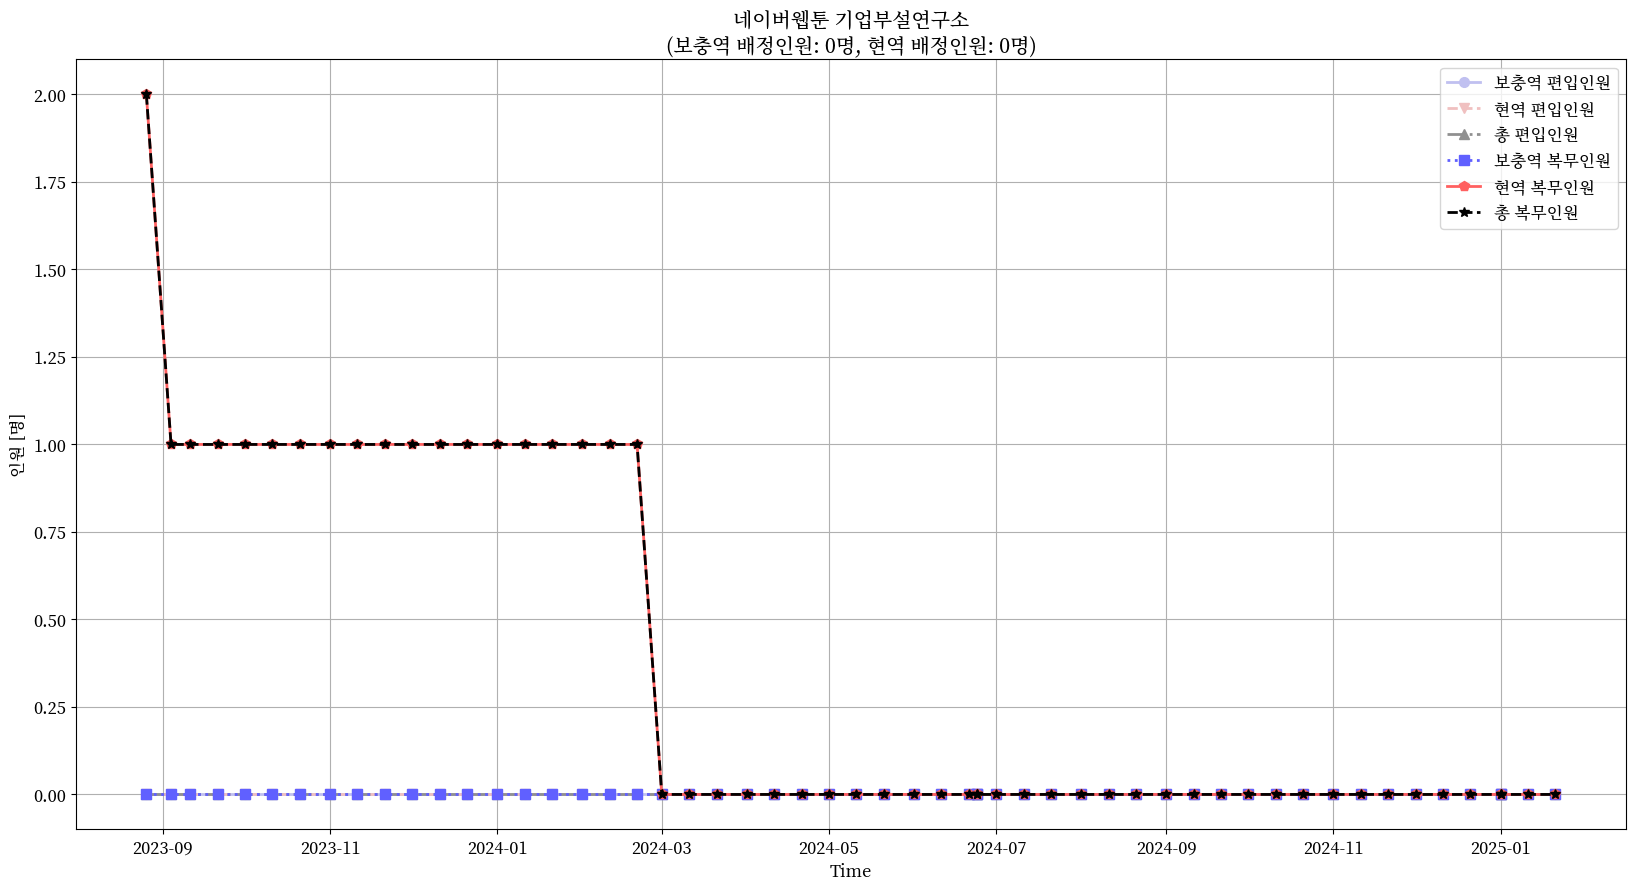 네이버웹툰 기업부설연구소
(보충역 배정인원: 0명, 현역 배정인원: 0명)
보충역 편입인원
현역 편입인원
총 편입인원
보충역 복무인원
현역 복무인원
총 복무인원
인원 [명]
2.00
1.75
1.50
1.25
1.00
0.75
0.50
0.25
0.00
2023-09
2023-11
2024-01
2024-03
2024-05
2024-07
2024-09
2024-11
2025-01
Time